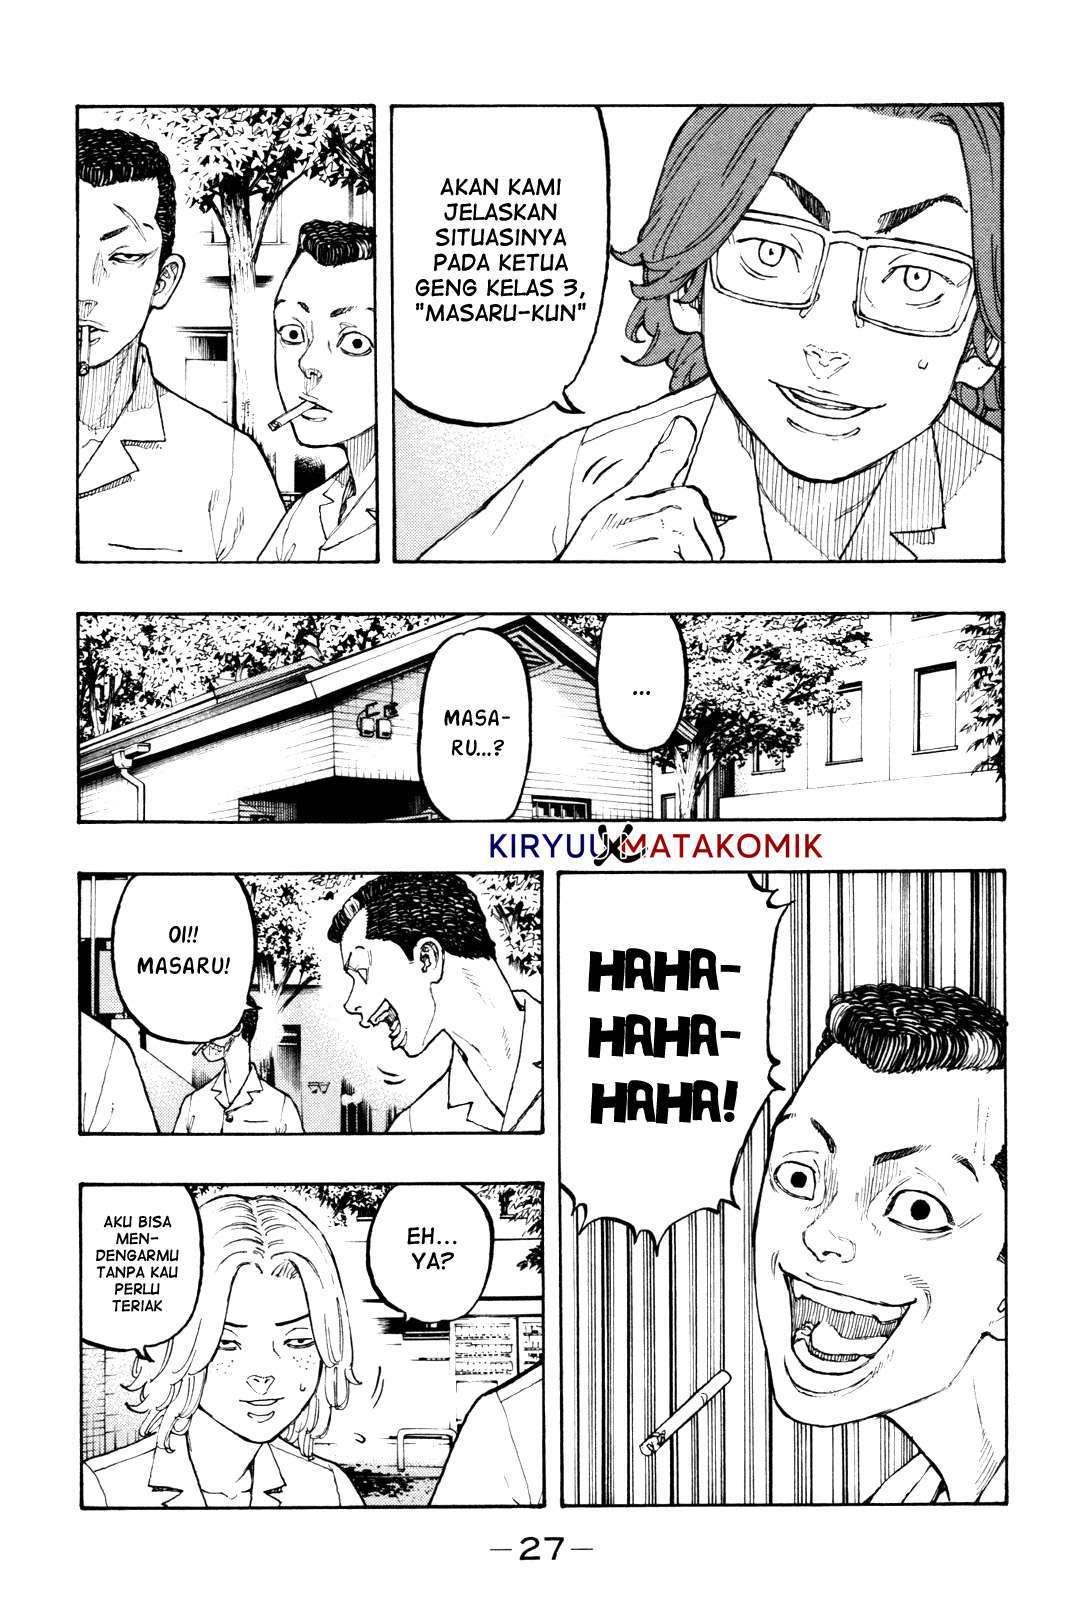 AKAN KAMI
JELASKAN
SITUASINYA
PADA KETUA
GENG KELAS 3,
"MASARU-KUN"
...
MASA-
RU...?
KIRYUU X MATAKOMIK
OI!!
MASARU!
HAHA-
HAHA-
HAHA!
AKU BISA
MEN-
DENGARMU
TANPA KAU
PERLU
TERIAK
EH...
YA?
—27—